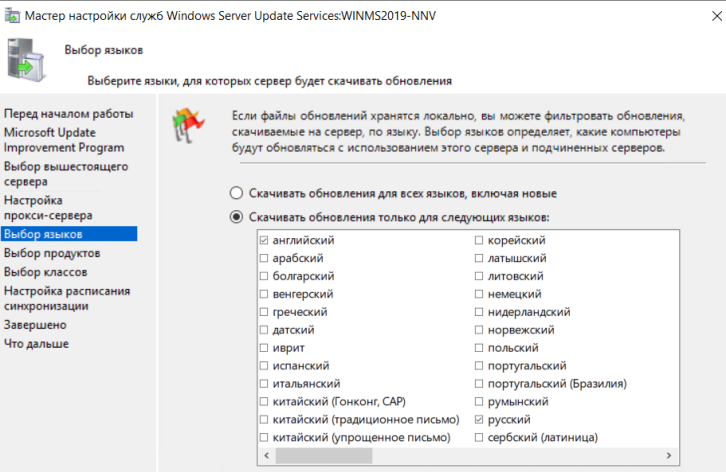 Мастер настройки служб Windows Server Update Services:WINMS2019-NNV
Выбор языков
Выберите языки, для которых сервер будет скачивать обновления
Перед началом работы
Microsoft Update
Improvement Program
Выбор вышестоящего
сервера
Настройка
прокси-сервера
Выбор языков
Выбор продуктов
Выбор классов
Настройка расписания
синхронизации
Завершено
Что дальше
Если файлы обновлений хранятся локально, вы можете фильтровать обновления,
скачиваемые на сервер, по языку. Выбор языков определяет, какие компьютеры
будут обновляться с использованием этого сервера и подчиненных серверов.
Скачивать обновления для всех языков, включая новые
Скачивать обновления только для следующих языков:
английский
арабский
болгарский
венгерский
греческий
датский
иврит
испанский
итальянский
китайский (Гонконг, САР)
китайский (традиционное письмо)
китайский (упрощенное письмо)
корейский
латышский
литовский
немецкий
нидерландский
норвежский
польский
португальский
португальский (Бразилия)
румынский
русский
сербский (латиница)